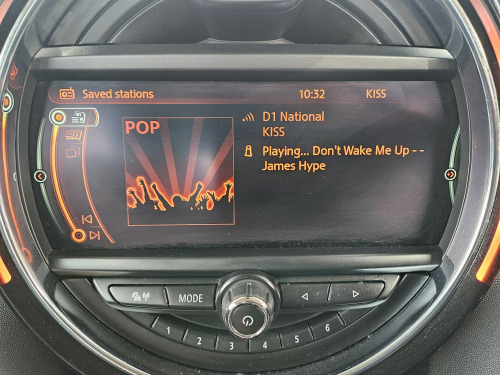 Saved stations 10:32 KISS
POP
D1 National
KISS
Playing... Don't Wake Me Up - -
James Hype
MODE
1 2 3 4 5 6